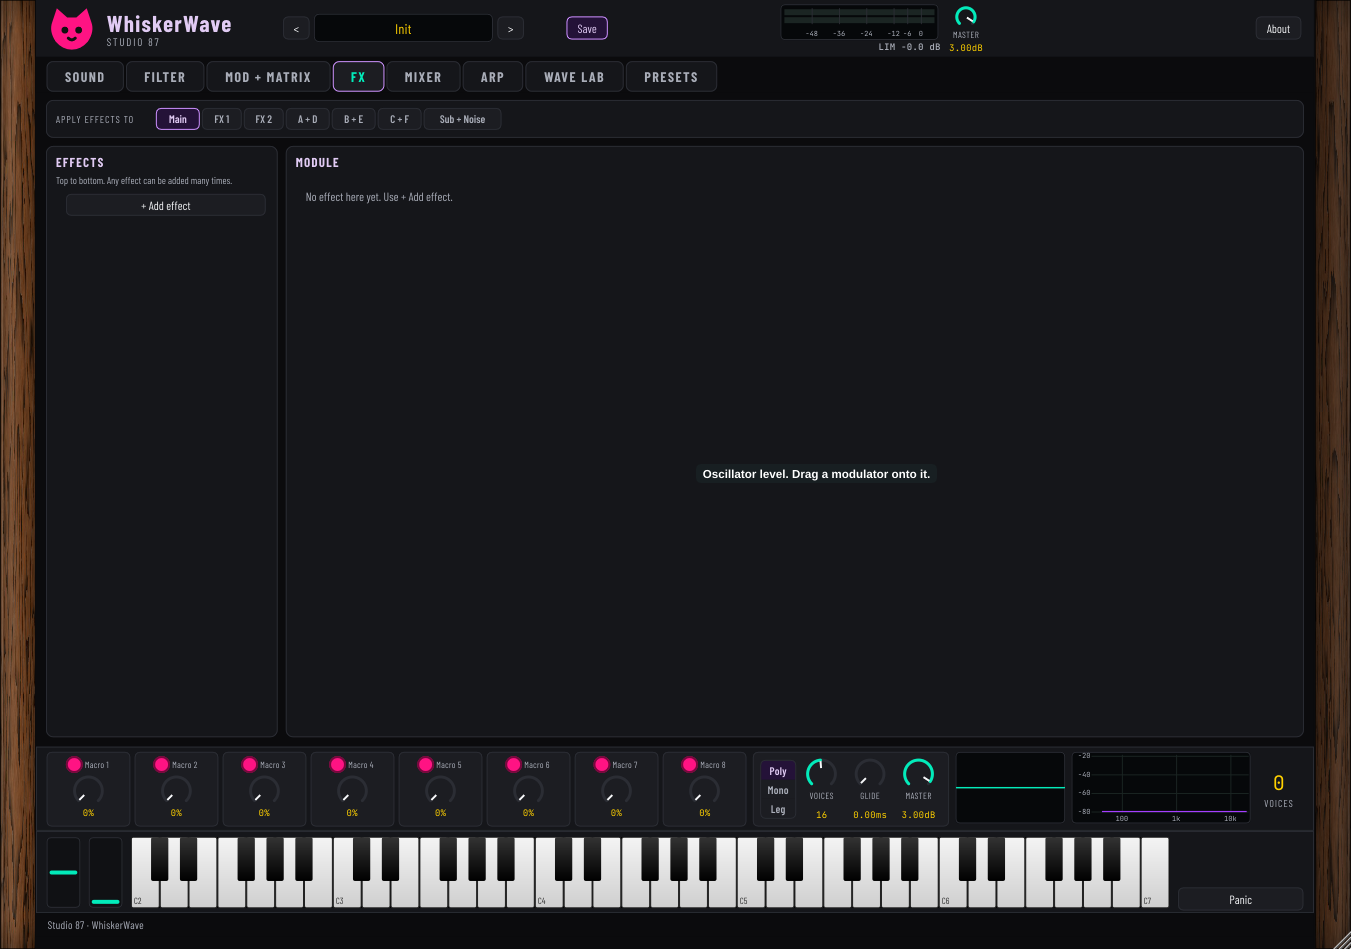 WhiskerWave
STUDIO 87
< Init > Save
-48 -36 -24 -12 -6 0
LIM -0.0 dB
MASTER
3.00dB
About
SOUND FILTER MOD + MATRIX FX MIXER ARP WAVE LAB PRESETS
APPLY EFFECTS TO Main FX 1 FX 2 A + D B + E C + F Sub + Noise
EFFECTS
Top to bottom. Any effect can be added many times.
+ Add effect
MODULE
No effect here yet. Use + Add effect.
Oscillator level. Drag a modulator onto it.
Macro 1 Macro 2 Macro 3 Macro 4 Macro 5 Macro 6 Macro 7 Macro 8
0% 0% 0% 0% 0% 0% 0% 0%
Poly
Mono
Leg
VOICES GLIDE MASTER
16 0.00ms 3.00dB
-20
-40
-60
-80
100 1k 10k
0
VOICES
C2 C3 C4 C5 C6 C7
Panic
Studio 87 · WhiskerWave